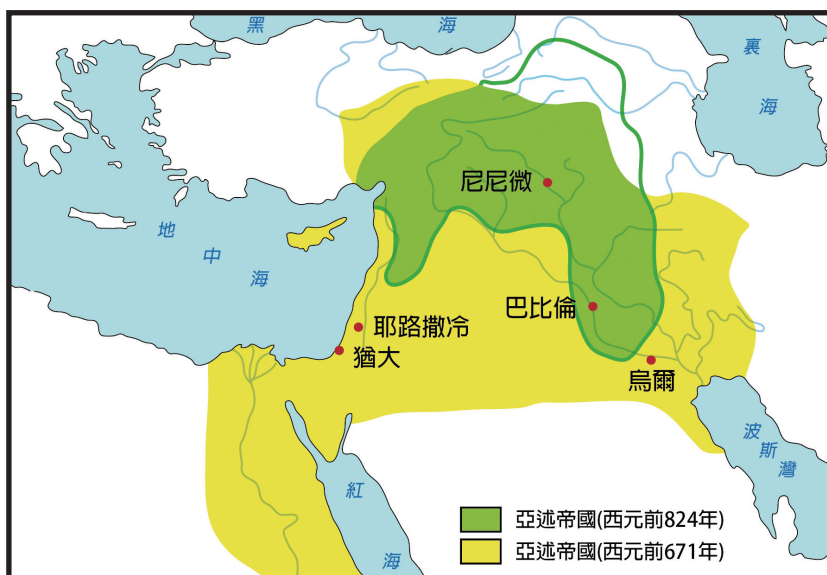 黑海
裏海
尼尼微
地中海
巴比倫
耶路撒冷
猶大
烏爾
波斯灣
紅海
亞述帝國(西元前824年)
亞述帝國(西元前671年)